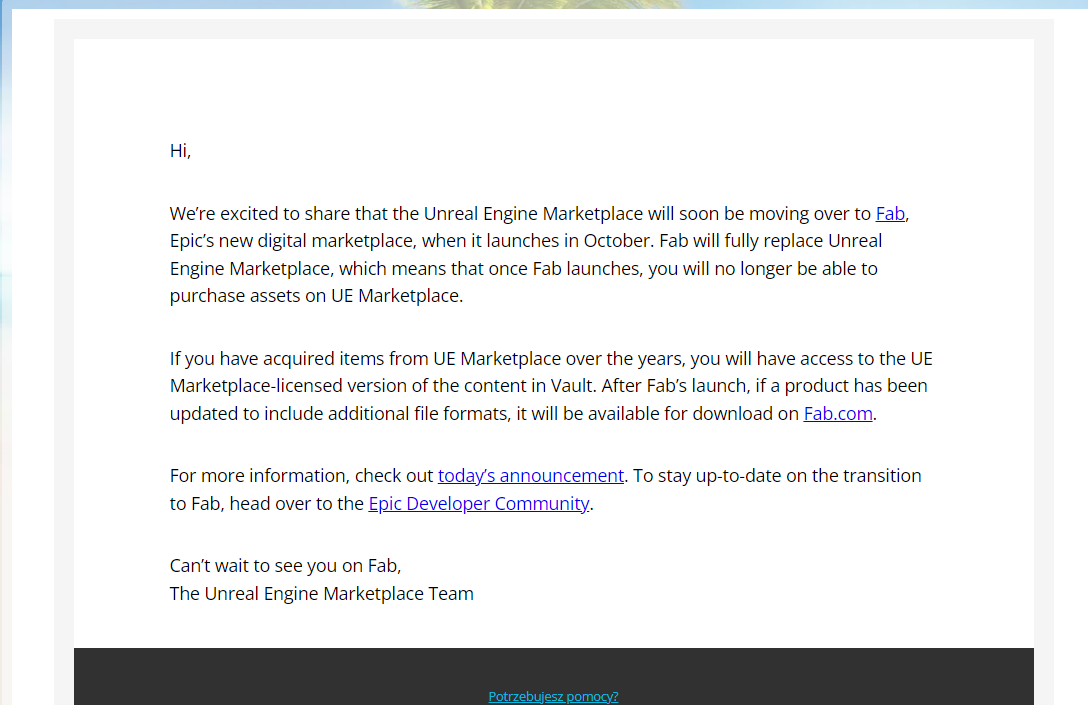 Hi,
We're excited to share that the Unreal Engine Marketplace will soon be moving over to Fab,
Epic's new digital marketplace, when it launches in October. Fab will fully replace Unreal
Engine Marketplace, which means that once Fab launches, you will no longer be able to
purchase assets on UE Marketplace.
If you have acquired items from UE Marketplace over the years, you will have access to the UE
Marketplace-licensed version of the content in Vault. After Fab's launch, if a product has been
updated to include additional file formats, it will be available for download on Fab.com.
For more information, check out today's announcement. To stay up-to-date on the transition
to Fab, head over to the Epic Developer Community.
Can't wait to see you on Fab,
The Unreal Engine Marketplace Team
Potrzebujesz pomocy?